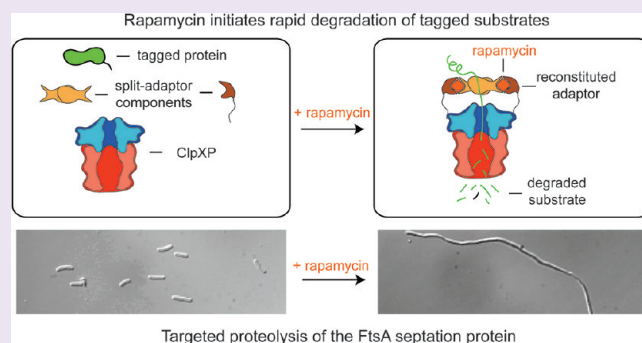 Rapamycin initiates rapid degradation of tagged substrates
tagged protein
split-adaptor
components
ClpXP
+ rapamycin
rapamycin
reconstituted
adaptor
degraded
substrate
+ rapamycin
Targeted proteolysis of the FtsA septation protein